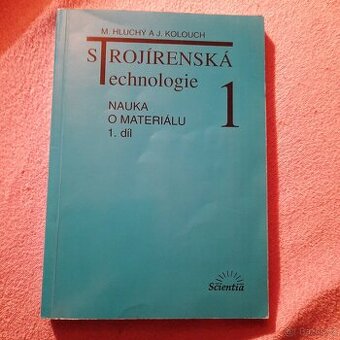 M. HLUCHÝ A J. KOLOUCH
STROJÍRENSKÁ
Technologie
1
NAUKA
O MATERIÁLU
1. díl
Scientia